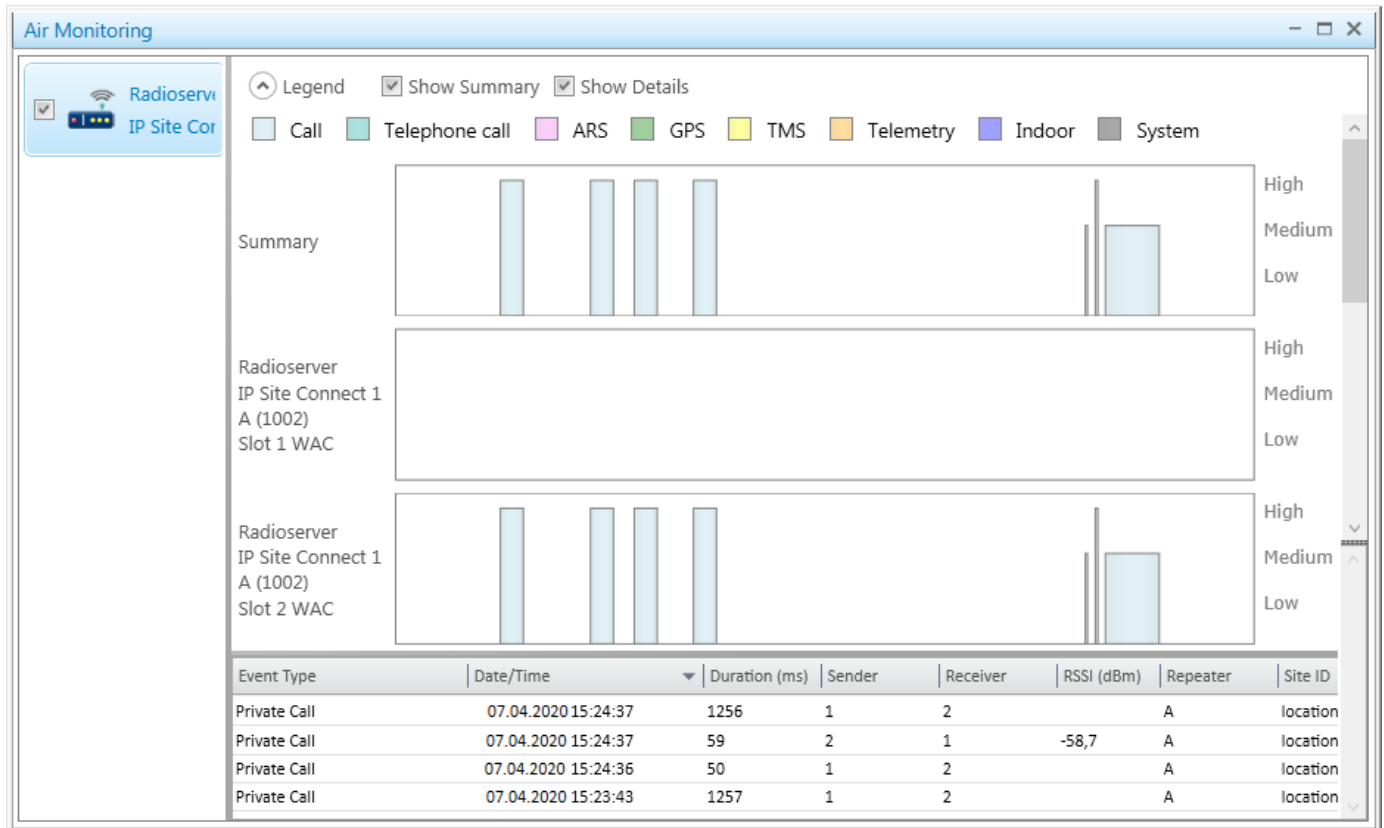 Air Monitoring
Radioserve
IP Site Cor
Legend Show Summary Show Details
Call Telephone call ARS GPS TMS Telemetry Indoor System
Summary
High
Medium
Low
Radioserver
IP Site Connect 1
A (1002)
Slot 1 WAC
High
Medium
Low
Radioserver
IP Site Connect 1
A (1002)
Slot 2 WAC
High
Medium
Low
Event Type Date/Time Duration (ms) Sender Receiver RSSI (dBm) Repeater Site ID
Private Call 07.04.2020 15:24:37 1256 1 2 A location
Private Call 07.04.2020 15:24:37 59 2 1 -58,7 A location
Private Call 07.04.2020 15:24:36 50 1 2 A location
Private Call 07.04.2020 15:23:43 1257 1 2 A location